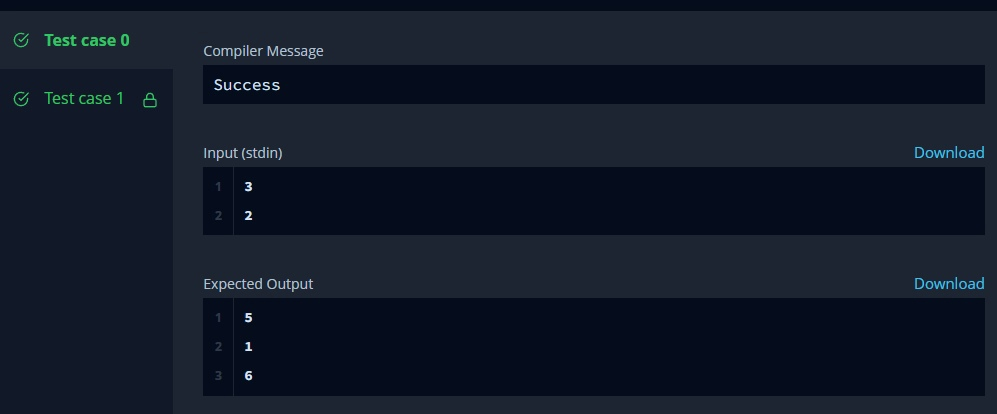 Test case 0
Test case 1
Compiler Message
Success
Input (stdin)
Download
1 3
2 2
Expected Output
Download
1 5
2 1
3 6